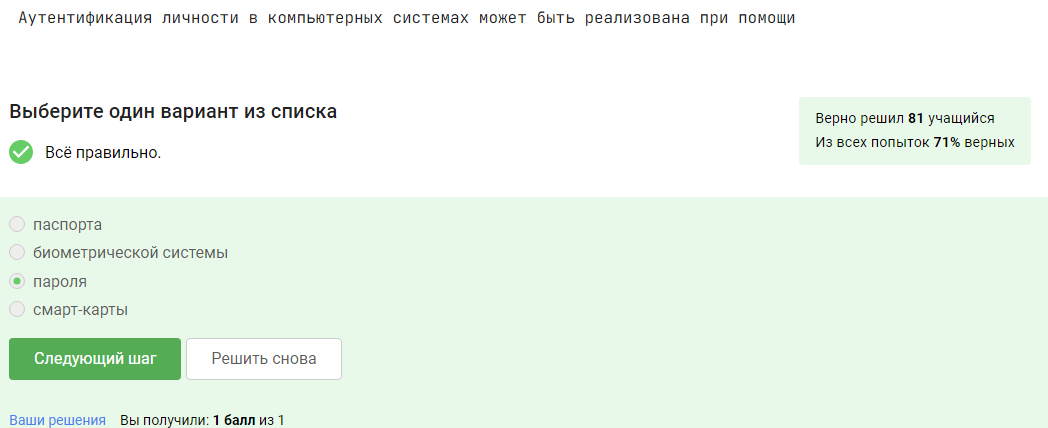 Аутентификация личности в компьютерных системах может быть реализована при помощи
Выберите один вариант из списка
Верно решил 81 учащийся
Из всех попыток 71% верных
Всё правильно.
паспорта
биометрической системы
пароля
смарт-карты
Следующий шаг Решить снова
Ваши решения Вы получили: 1 балл из 1